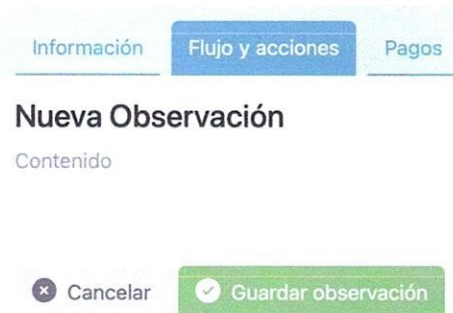 Información Flujo y acciones Pagos
Nueva Observación
Contenido
Cancelar Guardar observación